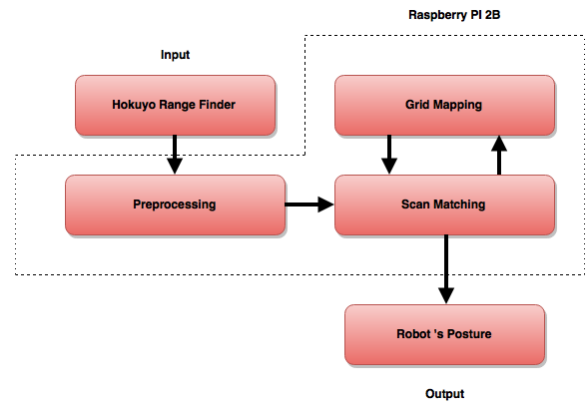 Raspberry PI 2B
Input
Hokuyo Range Finder
Grid Mapping
Preprocessing
Scan Matching
Robot 's Posture
Output